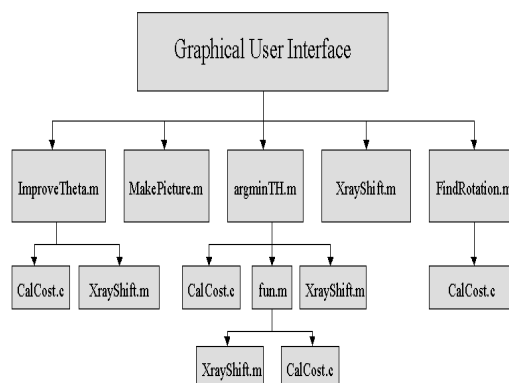 Graphical User Interface
ImproveTheta.m
MakePicture.m
argminTH.m
XrayShift.m
FindRotation.m
CalCost.c
XrayShift.m
CalCost.c
fun.m
XrayShift.m
CalCost.c
XrayShift.m
CalCost.c